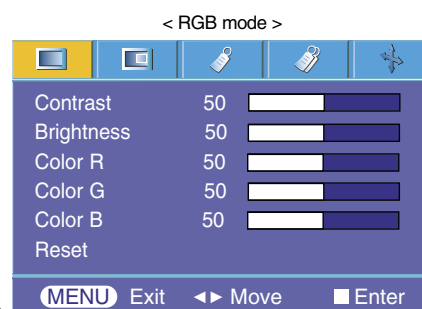 < RGB mode >
Contrast 50
Brightness 50
Color R 50
Color G 50
Color B 50
Reset
MENU Exit ◄► Move Enter